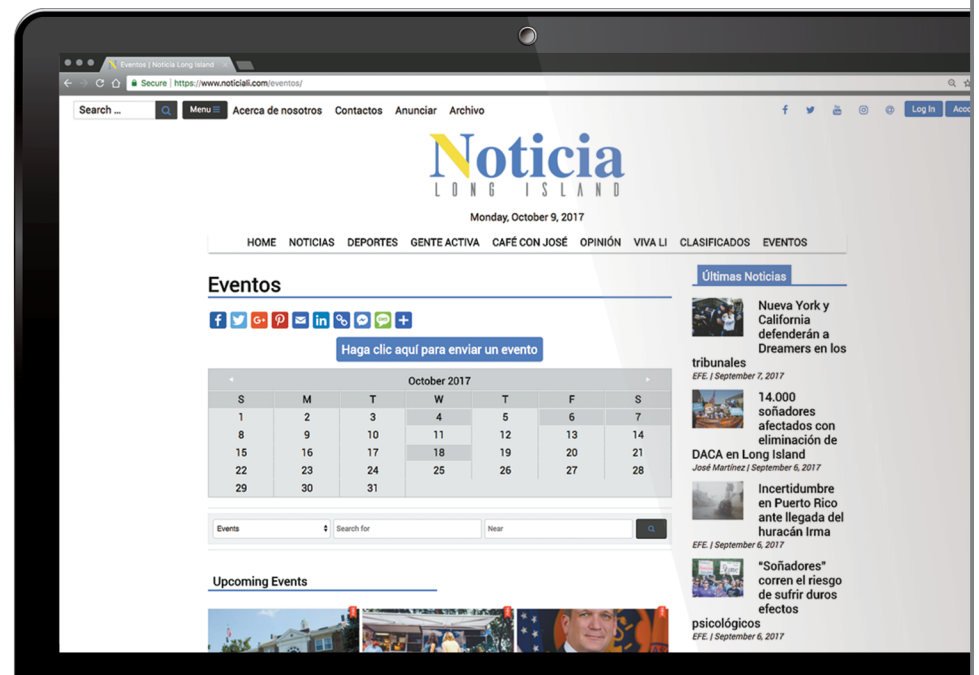 Eventos | Noticia Long Island
Secure | https://www.noticiali.com/eventos/
Search ...
Menu
Acerca de nosotros Contactos Anunciar Archivo
Log In
Noticia
LONG ISLAND
Monday, October 9, 2017
HOME NOTICIAS DEPORTES GENTE ACTIVA CAFÉ CON JOSÉ OPINIÓN VIVA LI CLASIFICADOS EVENTOS
Eventos
Haga clic aquí para enviar un evento
October 2017
S M T W T F S
1 2 3 4 5 6 7
8 9 10 11 12 13 14
15 16 17 18 19 20 21
22 23 24 25 26 27 28
29 30 31
Events Search for Near
Upcoming Events
Últimas Noticias
Nueva York y
California
defenderán a
Dreamers en los
tribunales
EFE. | September 7, 2017
14.000
soñadores
afectados con
eliminación de
DACA en Long Island
José Martínez | September 6, 2017
Incertidumbre
en Puerto Rico
ante llegada del
huracán Irma
EFE. | September 6, 2017
“Soñadores”
corren el riesgo
de sufrir duros
efectos
psicológicos
EFE. | September 6, 2017